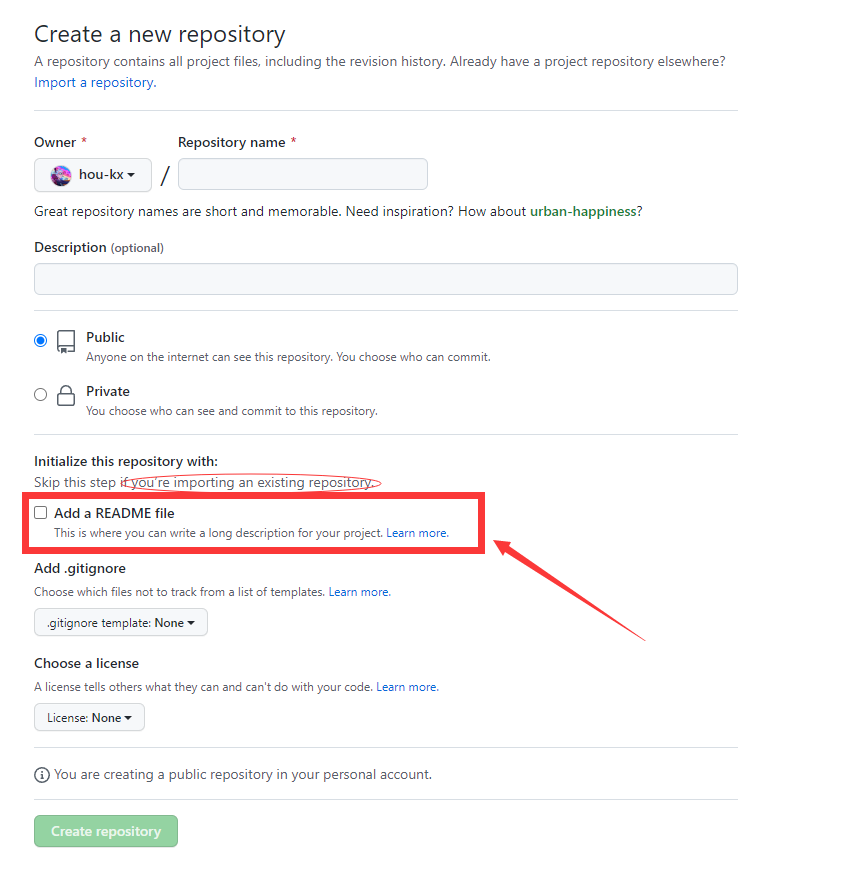 Create a new repository
A repository contains all project files, including the revision history. Already have a project repository elsewhere?
Import a repository.
Owner *
Repository name *
hou-kx
/
Great repository names are short and memorable. Need inspiration? How about urban-happiness?
Description (optional)
Public
Anyone on the internet can see this repository. You choose who can commit.
Private
You choose who can see and commit to this repository.
Initialize this repository with:
Skip this step if you're importing an existing repository.
Add a README file
This is where you can write a long description for your project. Learn more.
Add .gitignore
Choose which files not to track from a list of templates. Learn more.
.gitignore template: None
Choose a license
A license tells others what they can and can't do with your code. Learn more.
License: None
You are creating a public repository in your personal account.
Create repository